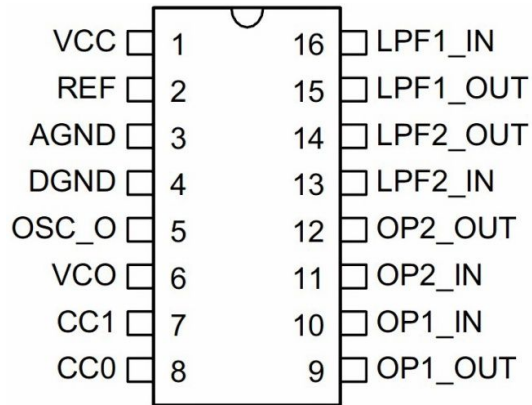 VCC 1 16 LPF1_IN
REF 2 15 LPF1_OUT
AGND 3 14 LPF2_OUT
DGND 4 13 LPF2_IN
OSC_O 5 12 OP2_OUT
VCO 6 11 OP2_IN
CC1 7 10 OP1_IN
CC0 8 9 OP1_OUT